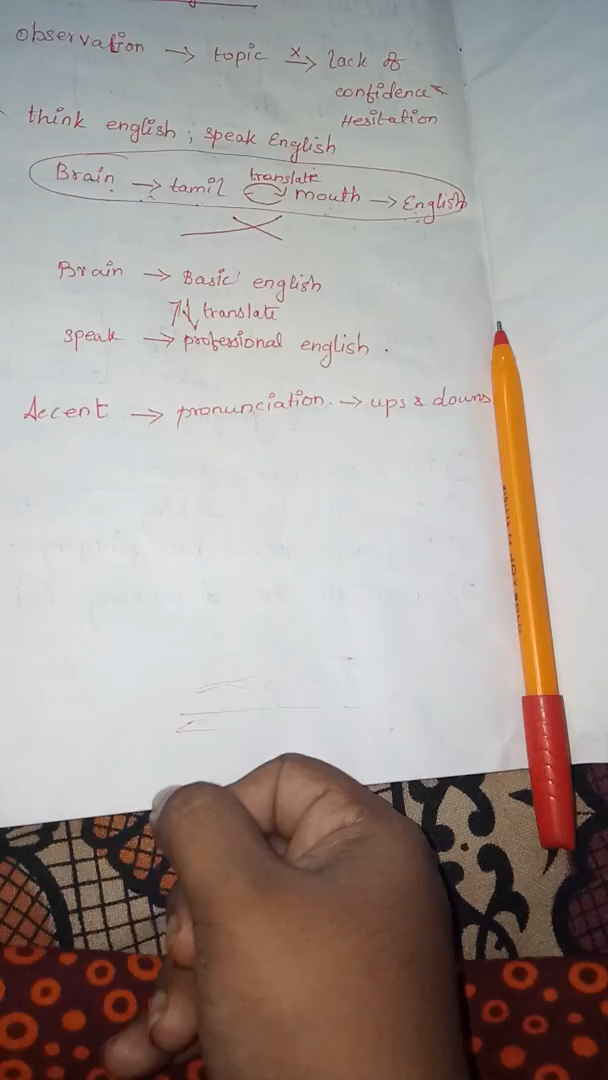 observation → topic x→ lack of
confidence &
Hesitation
think english ; speak English
translate
Brain → tamil mouth → English
Brain → Basic english
translate
speak → professional english .
Accent → pronunciation. → ups & downs